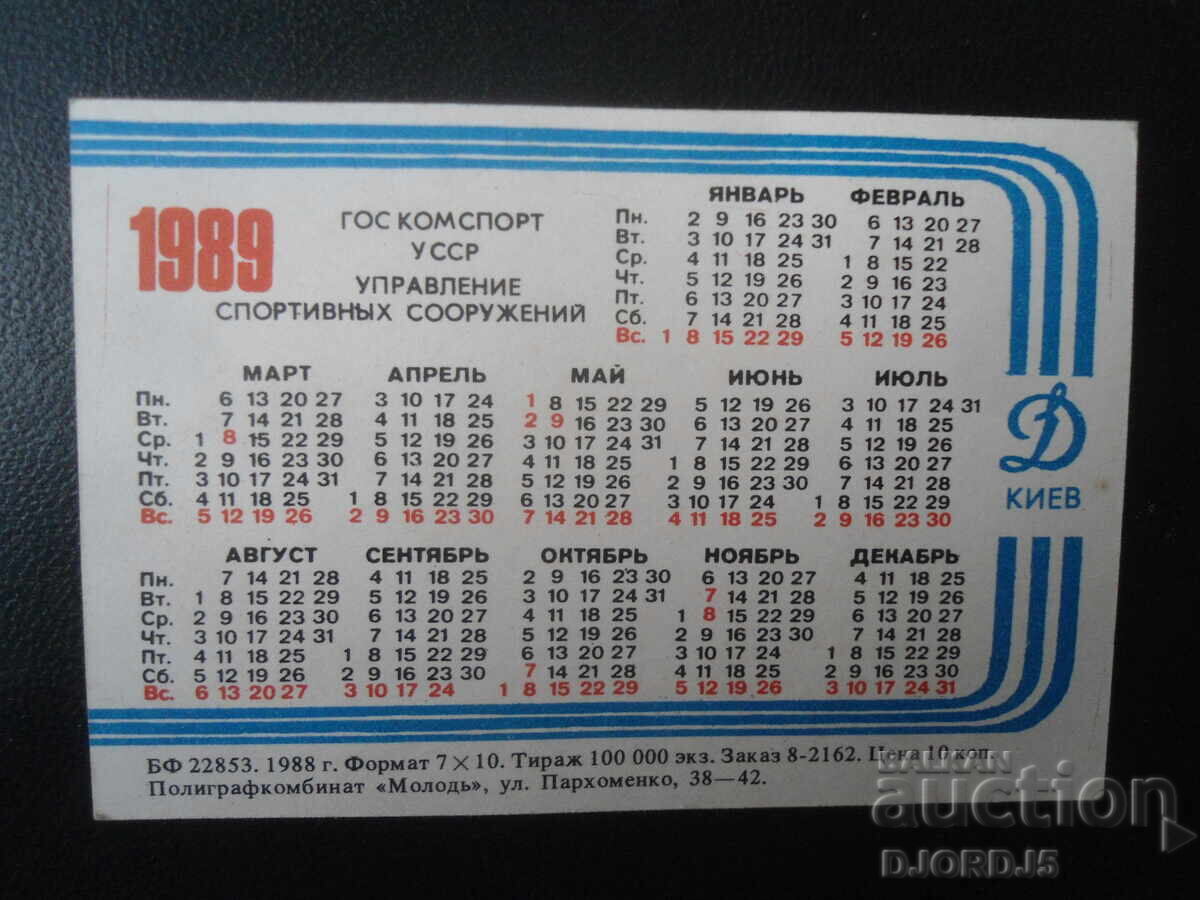 1989
ГОСКОМСПОРТ
УССР
УПРАВЛЕНИЕ
СПОРТИВНЫХ СООРУЖЕНИЙ
ЯНВАРЬ ФЕВРАЛЬ
Пн. 2 9 16 23 30 6 13 20 27
Вт. 3 10 17 24 31 7 14 21 28
Ср. 4 11 18 25 1 8 15 22
Чт. 5 12 19 26 2 9 16 23
Пт. 6 13 20 27 3 10 17 24
Сб. 7 14 21 28 4 11 18 25
Вс. 1 8 15 22 29 5 12 19 26
МАРТ АПРЕЛЬ МАЙ ИЮНЬ ИЮЛЬ
Пн. 6 13 20 27 3 10 17 24 1 8 15 22 29 5 12 19 26 3 10 17 24 31
Вт. 7 14 21 28 4 11 18 25 2 9 16 23 30 6 13 20 27 4 11 18 25
Ср. 1 8 15 22 29 5 12 19 26 3 10 17 24 31 7 14 21 28 5 12 19 26
Чт. 2 9 16 23 30 6 13 20 27 4 11 18 25 1 8 15 22 29 6 13 20 27
Пт. 3 10 17 24 31 7 14 21 28 5 12 19 26 2 9 16 23 30 7 14 21 28
Сб. 4 11 18 25 1 8 15 22 29 6 13 20 27 3 10 17 24 1 8 15 22 29
Вс. 5 12 19 26 2 9 16 23 30 7 14 21 28 4 11 18 25 2 9 16 23 30
Д
КИЕВ
АВГУСТ СЕНТЯБРЬ ОКТЯБРЬ НОЯБРЬ ДЕКАБРЬ
Пн. 7 14 21 28 4 11 18 25 2 9 16 23 30 6 13 20 27 4 11 18 25
Вт. 1 8 15 22 29 5 12 19 26 3 10 17 24 31 7 14 21 28 5 12 19 26
Ср. 2 9 16 23 30 6 13 20 27 4 11 18 25 1 8 15 22 29 6 13 20 27
Чт. 3 10 17 24 31 7 14 21 28 5 12 19 26 2 9 16 23 30 7 14 21 28
Пт. 4 11 18 25 1 8 15 22 29 6 13 20 27 3 10 17 24 1 8 15 22 29
Сб. 5 12 19 26 2 9 16 23 30 7 14 21 28 4 11 18 25 2 9 16 23 30
Вс. 6 13 20 27 3 10 17 24 1 8 15 22 29 5 12 19 26 3 10 17 24 31
БФ 22853. 1988 г. Формат 7×10. Тираж 100 000 экз. Заказ 8-2162. Цена 10 коп.
Полиграфкомбинат «Молодь», ул. Пархоменко, 38—42.
BALKAN
auction
DJORDJ5